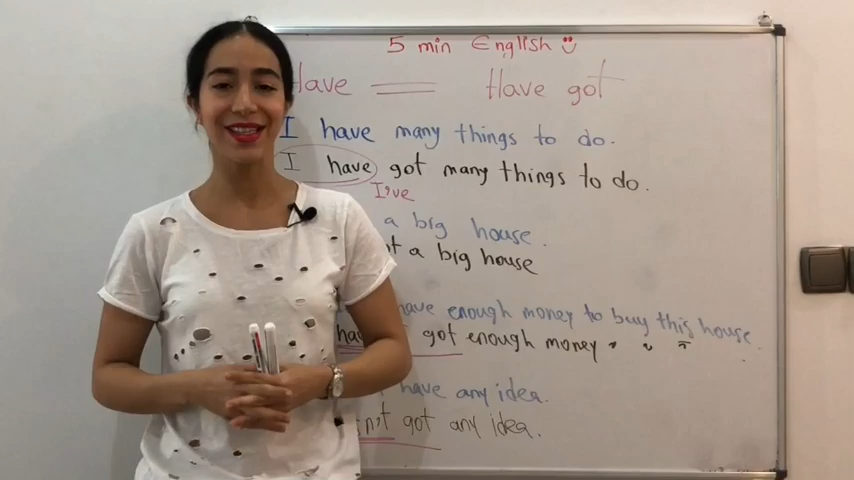 5 min English
Have = Have got
I have many things to do.
I have got many things to do.
I've
a big house.
a big house
have enough money to buy this house.
got enough money " " "
have any idea.
got any idea.